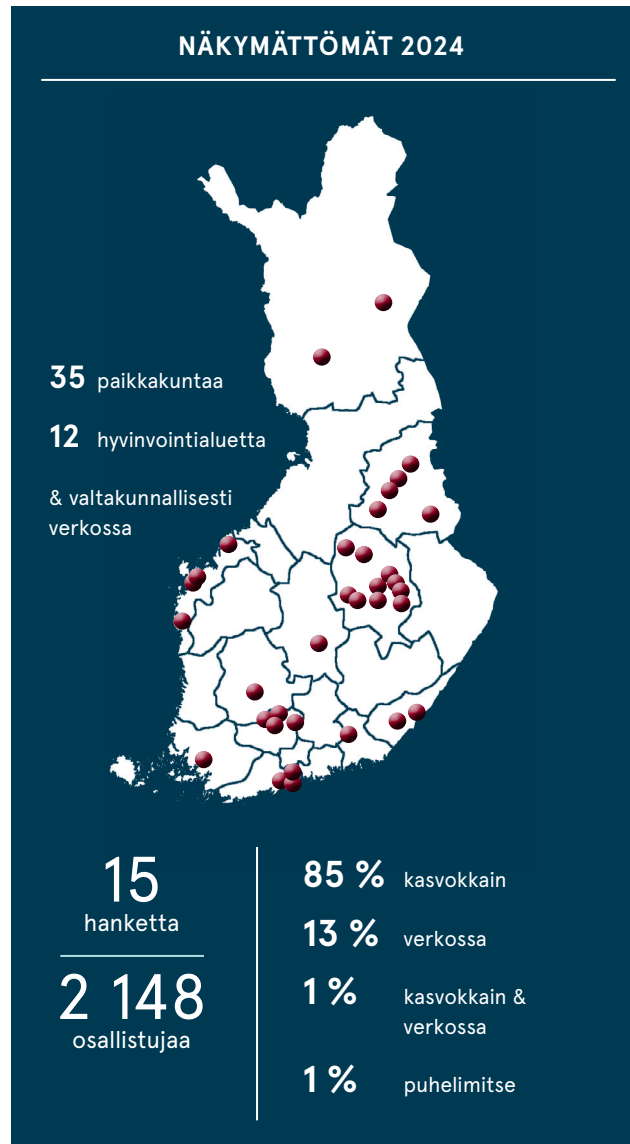 NÄKYMÄTTÖMÄT 2024
35 paikkakuntaa
12 hyvinvointialuetta
& valtakunnallisesti
verkossa
15
hanketta
2 148
osallistujaa
85 % kasvokkain
13 % verkossa
1 % kasvokkain &
verkossa
1 % puhelimitse